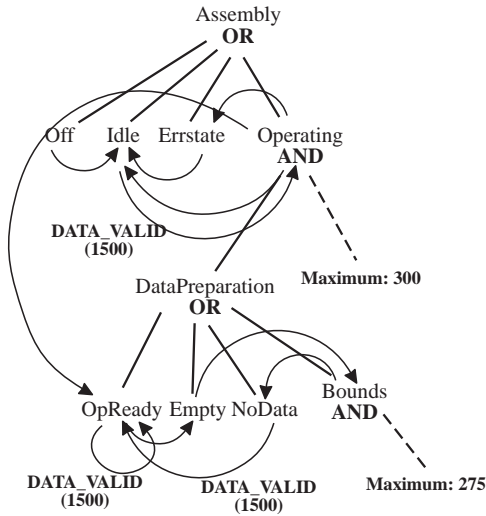 Assembly
OR
Off Idle Errstate Operating
AND
DATA_VALID
(1500)
Maximum: 300
DataPreparation
OR
OpReady Empty NoData Bounds
AND
DATA_VALID
(1500)
DATA_VALID
(1500)
Maximum: 275